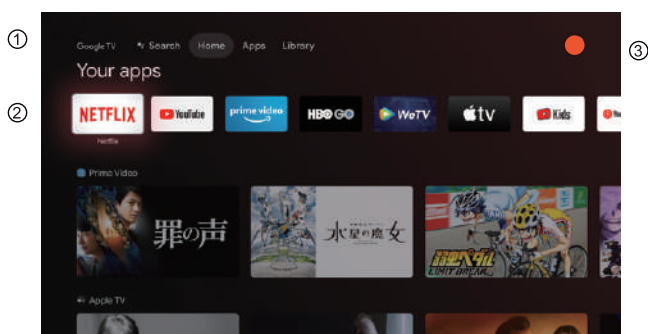 ①
Google TV Search Home Apps Library
③
Your apps
②
NETFLIX YouTube prime video HBO GO WeTV tv Kids
Netflix
Prime Video
罪の声
水星の魔女
弱虫ペダル
LIMIT BREAK
Apple TV